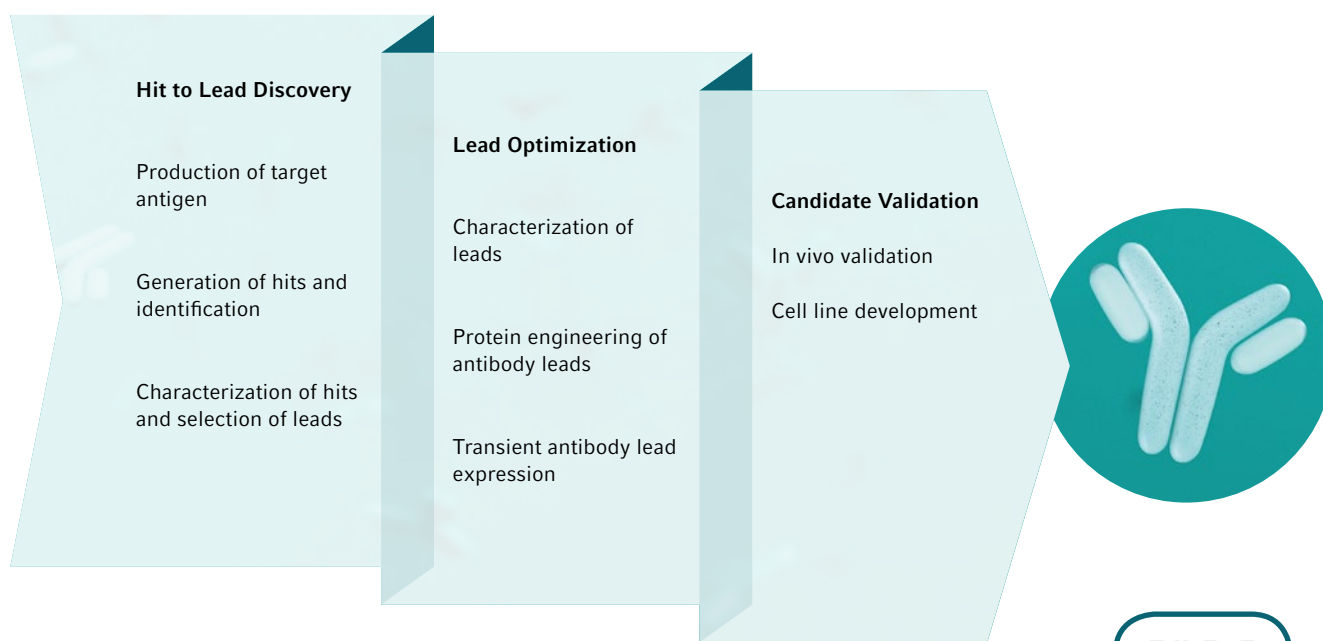 Hit to Lead Discovery
Production of target
antigen
Generation of hits and
identification
Characterization of hits
and selection of leads
Lead Optimization
Characterization of
leads
Protein engineering of
antibody leads
Transient antibody lead
expression
Candidate Validation
In vivo validation
Cell line development